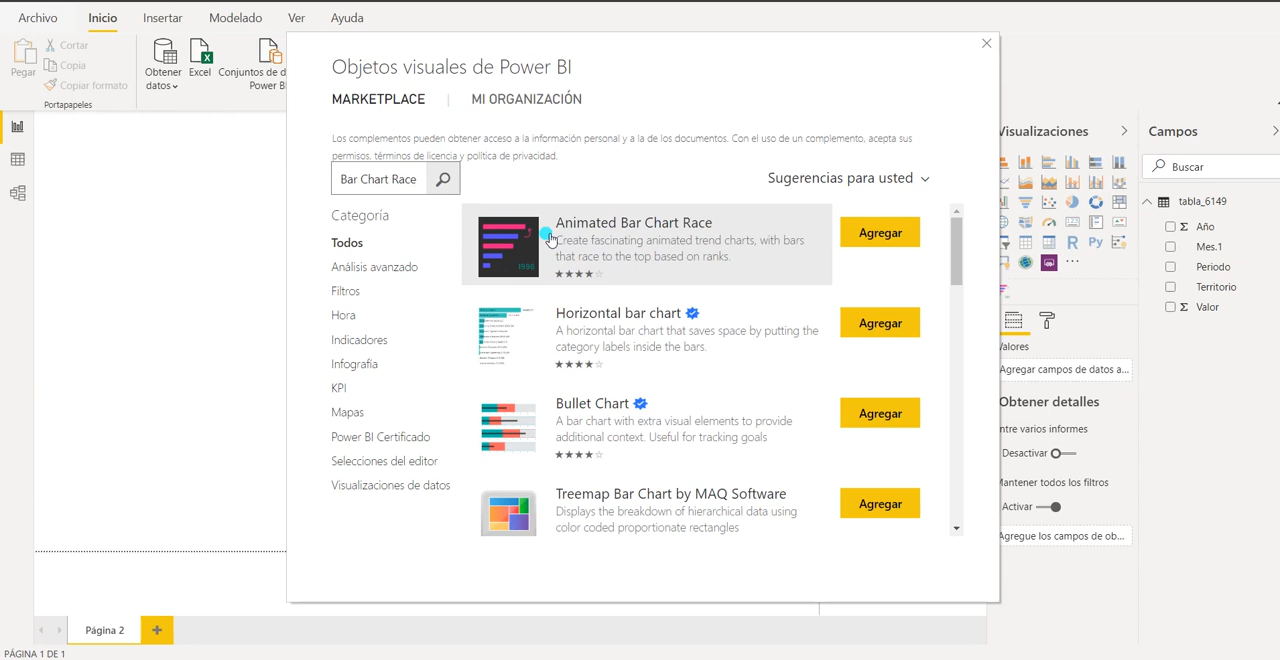 Archivo Inicio Insertar Modelado Ver Ayuda
Pegar
Cortar
Copia
Copiar formato
Portapapeles
Obtener
datos
Excel
Conjuntos de d
Power BI
Objetos visuales de Power BI
MARKETPLACE | MI ORGANIZACIÓN
Los complementos pueden obtener acceso a la información personal y a la de los documentos. Con el uso de un complemento, acepta sus
permisos, términos de licencia y política de privacidad.
Bar Chart Race
Sugerencias para usted
Categoría
Todos
Análisis avanzado
Filtros
Hora
Indicadores
Infografía
KPI
Mapas
Power BI Certificado
Selecciones del editor
Visualizaciones de datos
1990
Animated Bar Chart Race
Create fascinating animated trend charts, with bars
that race to the top based on ranks.
Agregar
Horizontal bar chart
A horizontal bar chart that saves space by putting the
category labels inside the bars.
Agregar
Bullet Chart
A bar chart with extra visual elements to provide
additional context. Useful for tracking goals
Agregar
Treemap Bar Chart by MAQ Software
Displays the breakdown of hierarchical data using
color coded proportionate rectangles
Agregar
Visualizaciones
R Py
Valores
Agregar campos de datos a...
Obtener detalles
ntre varios informes
Desactivar
Mantener todos los filtros
Activar
Agregue los campos de ob...
Campos
Buscar
tabla_6149
Σ Año
Mes.1
Periodo
Territorio
Σ Valor
Página 2
PÁGINA 1 DE 1